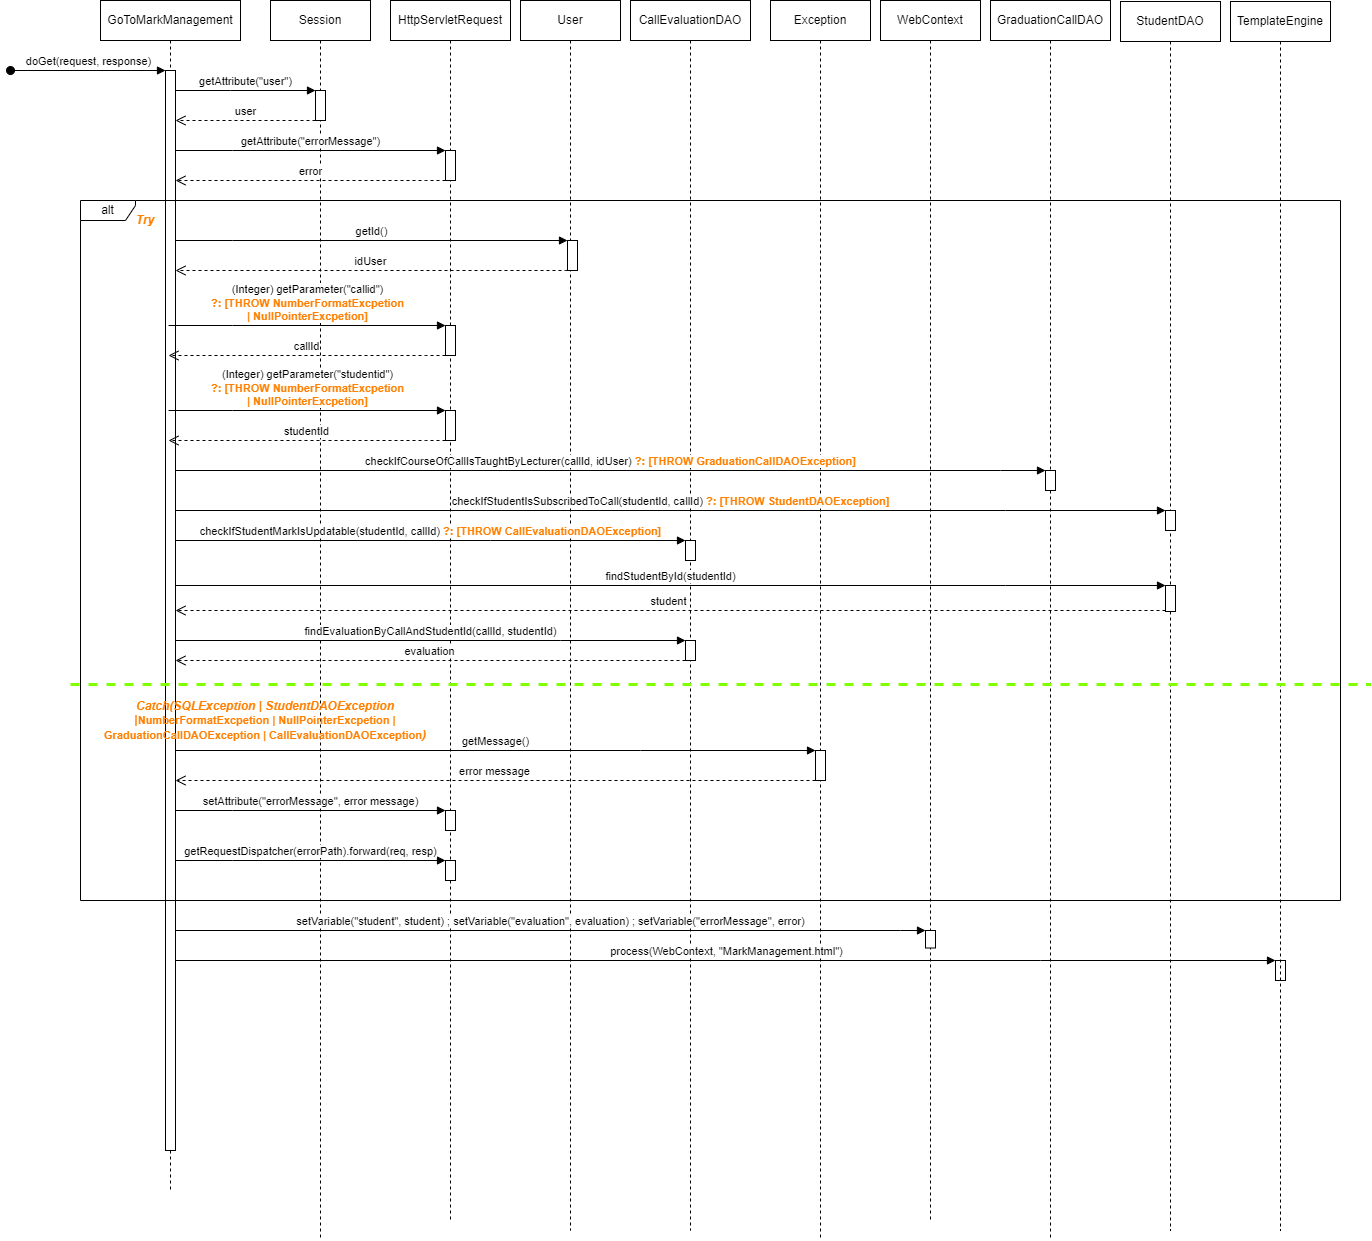 GoToMarkManagement
Session
HttpServletRequest
User
CallEvaluationDAO
Exception
WebContext
GraduationCallDAO
StudentDAO
TemplateEngine
doGet(request, response)
getAttribute("user")
user
getAttribute("errorMessage")
error
alt
Try
getId()
idUser
(Integer) getParameter("callid")
?: [THROW NumberFormatExcpetion
| NullPointerExcpetion]
callId
(Integer) getParameter("studentid")
?: [THROW NumberFormatExcpetion
| NullPointerExcpetion]
studentId
checkIfCourseOfCallIsTaughtByLecturer(callId, idUser) ?: [THROW GraduationCallDAOException]
checkIfStudentIsSubscribedToCall(studentId, callId) ?: [THROW StudentDAOException]
checkIfStudentMarkIsUpdatable(studentId, callId) ?: [THROW CallEvaluationDAOException]
findStudentById(studentId)
student
findEvaluationByCallAndStudentId(callId, studentId)
evaluation
Catch(SQLException | StudentDAOException
|NumberFormatExcpetion | NullPointerExcpetion |
GraduationCallDAOException | CallEvaluationDAOException)
getMessage()
error message
setAttribute("errorMessage", error message)
getRequestDispatcher(errorPath).forward(req, resp)
setVariable("student", student) ; setVariable("evaluation", evaluation) ; setVariable("errorMessage", error)
process(WebContext, "MarkManagement.html")